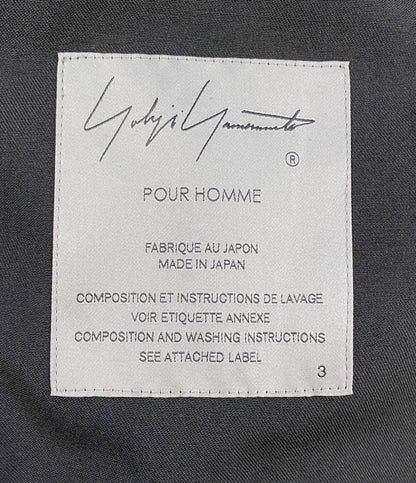 Yohji Yamamoto
®
POUR HOMME
FABRIQUE AU JAPON
MADE IN JAPAN
COMPOSITION ET INSTRUCTIONS DE LAVAGE
VOIR ETIQUETTE ANNEXE
COMPOSITION AND WASHING INSTRUCTIONS
SEE ATTACHED LABEL
3